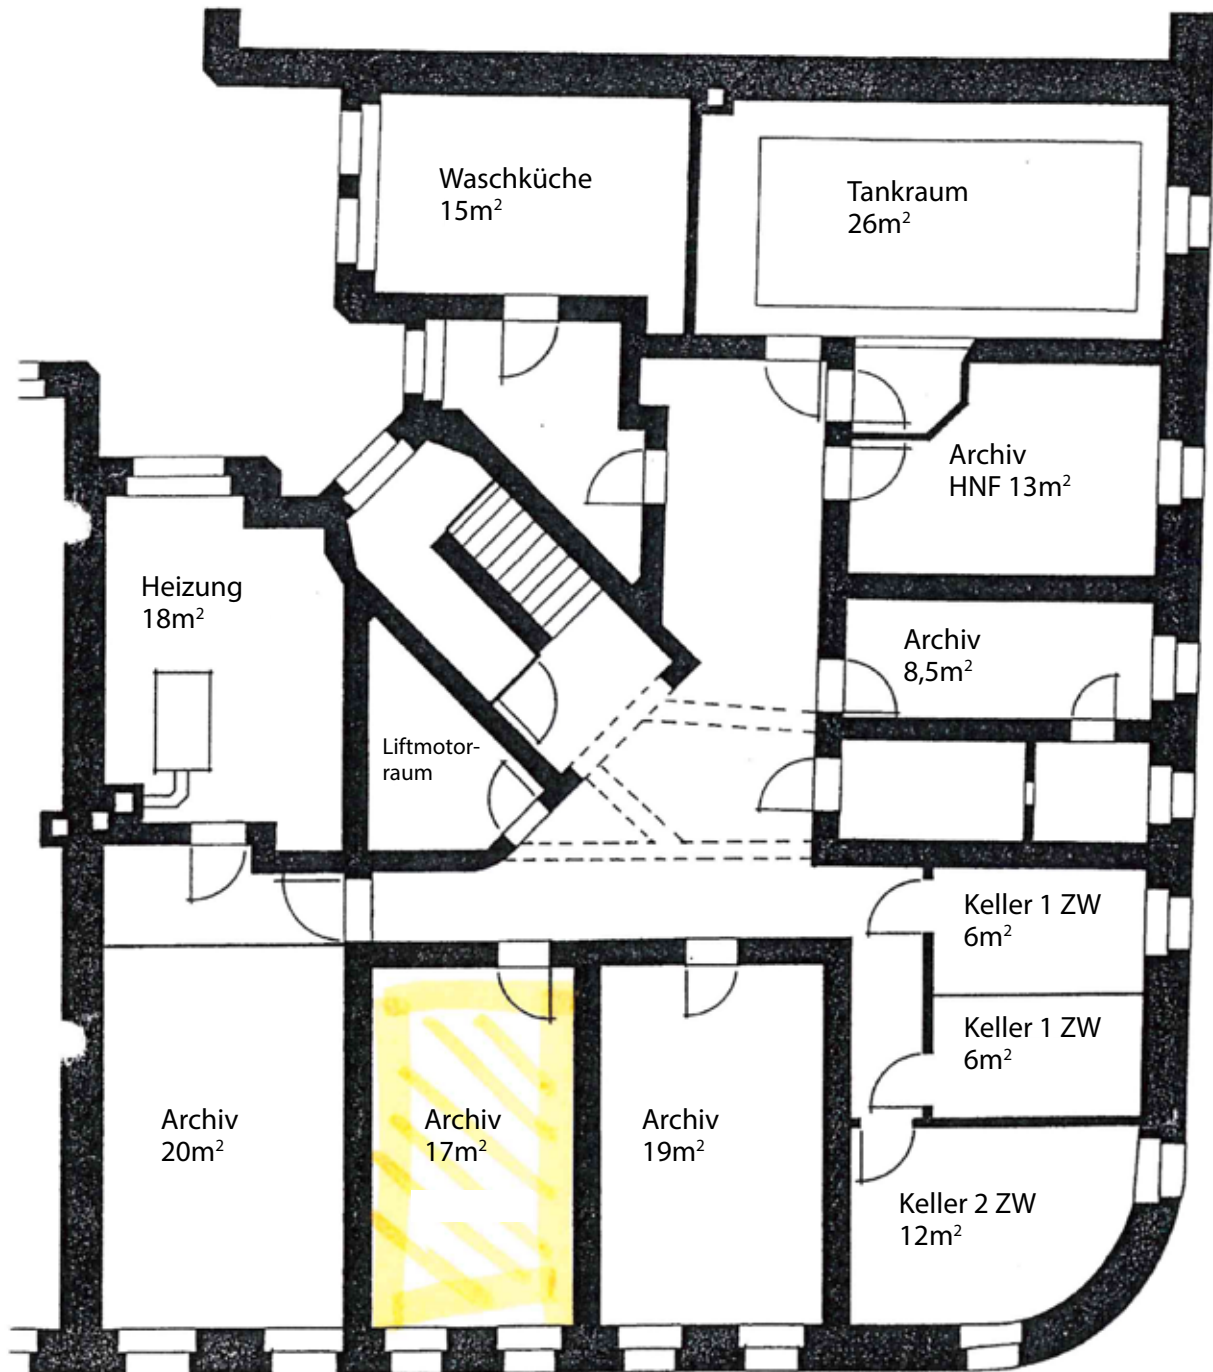 Waschküche
15m²
Tankraum
26m²
Archiv
HNF 13m²
Heizung
18m²
Archiv
8,5m²
Liftmotor-
raum
Keller 1 ZW
6m²
Keller 1 ZW
6m²
Archiv
20m²
Archiv
17m²
Archiv
19m²
Keller 2 ZW
12m²